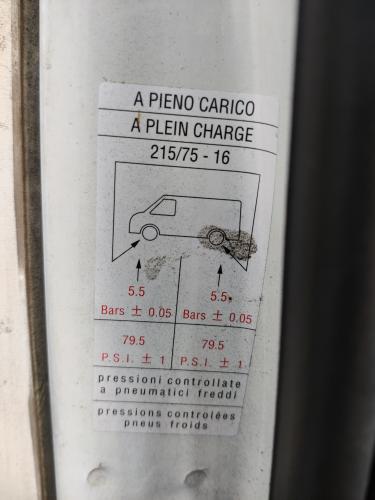 A PIENO CARICO
A PLEIN CHARGE
215/75 - 16
5.5 5.5
Bars ± 0.05 Bars ± 0.05
79.5 79.5
P.S.I. ± 1 P.S.I. ± 1
pressioni controllate
a pneumatici freddi
pressions controlées
pneus froids